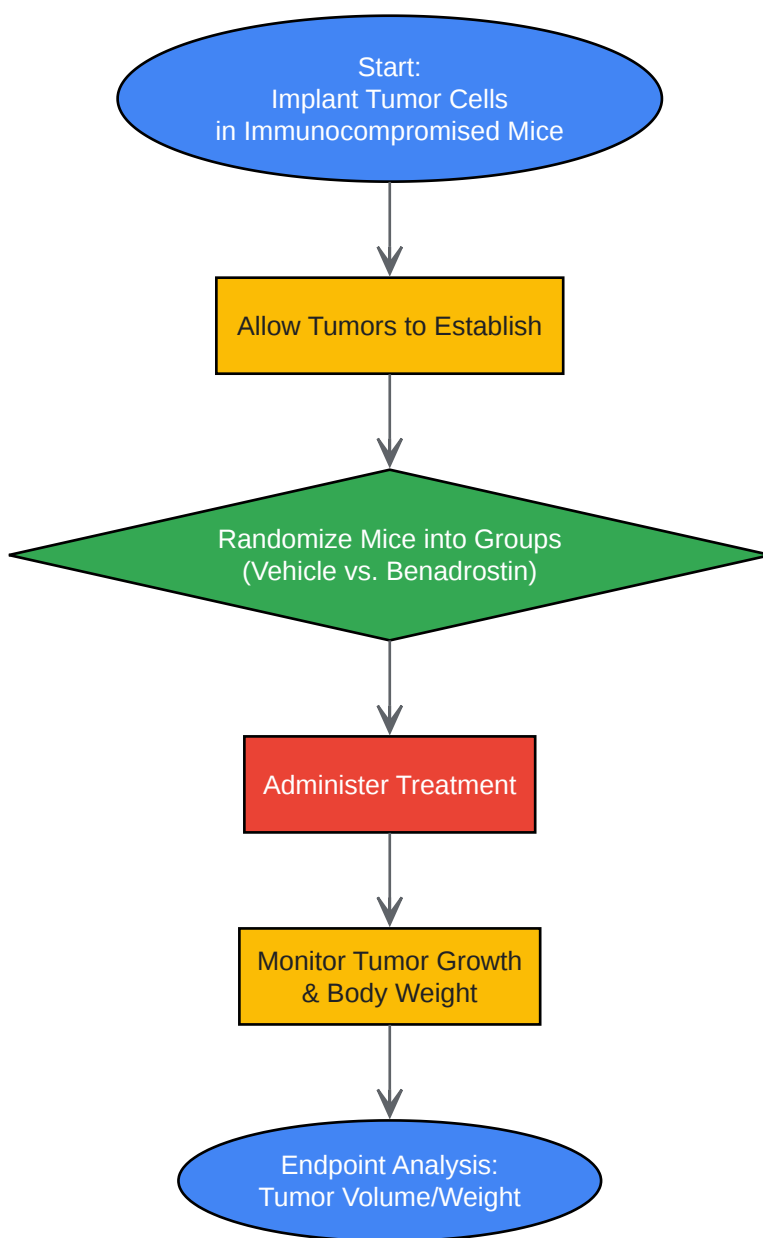 Start:
Implant Tumor Cells
in Immunocompromised Mice
Allow Tumors to Establish
Randomize Mice into Groups
(Vehicle vs. Benadrostin)
Administer Treatment
Monitor Tumor Growth
& Body Weight
Endpoint Analysis:
Tumor Volume/Weight